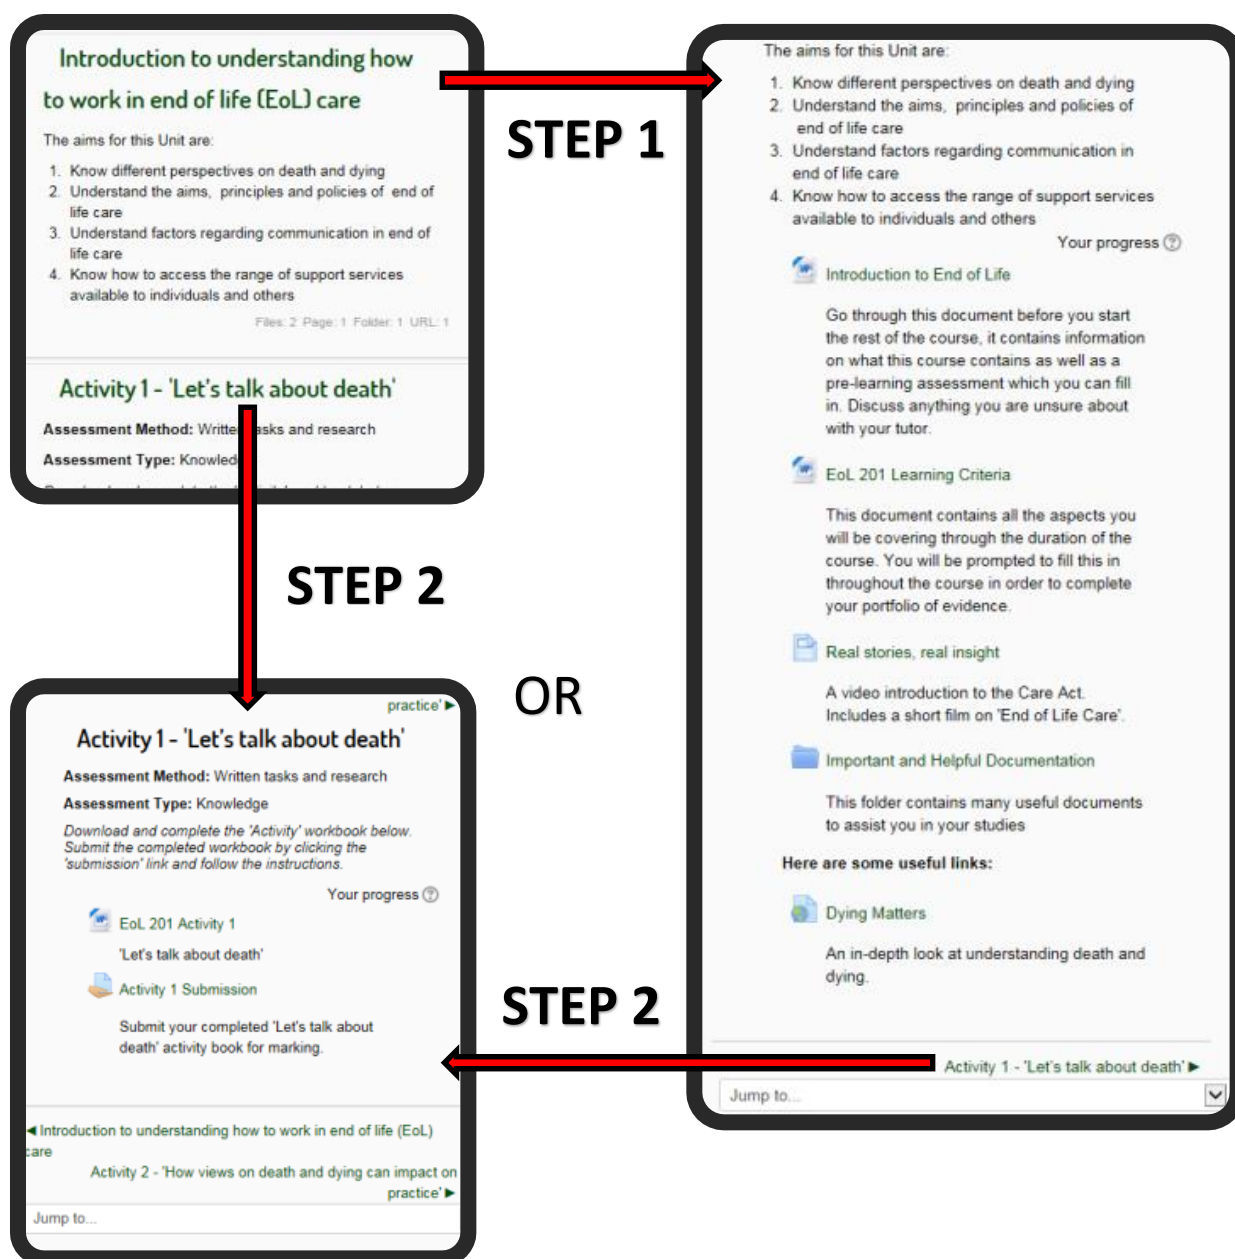 Introduction to understanding how
to work in end of life (EoL) care
The aims for this Unit are:
1. Know different perspectives on death and dying
2. Understand the aims, principles and policies of end of
life care
3. Understand factors regarding communication in end of
life care
4. Know how to access the range of support services
available to individuals and others
Files: 2 Page: 1 Folder: 1 URL: 1
Activity 1 - 'Let's talk about death'
Assessment Method: Written tasks and research
Assessment Type: Knowledge
STEP 1
The aims for this Unit are:
1. Know different perspectives on death and dying
2. Understand the aims, principles and policies of
end of life care
3. Understand factors regarding communication in
end of life care
4. Know how to access the range of support services
available to individuals and others
Your progress
Introduction to End of Life
Go through this document before you start
the rest of the course, it contains information
on what this course contains as well as a
pre-learning assessment which you can fill
in. Discuss anything you are unsure about
with your tutor.
EoL 201 Learning Criteria
This document contains all the aspects you
will be covering through the duration of the
course. You will be prompted to fill this in
throughout the course in order to complete
your portfolio of evidence.
Real stories, real insight
A video introduction to the Care Act.
Includes a short film on 'End of Life Care'.
Important and Helpful Documentation
This folder contains many useful documents
to assist you in your studies
Here are some useful links:
Dying Matters
An in-depth look at understanding death and
dying.
Activity 1 - 'Let's talk about death' ►
Jump to...
STEP 2
OR
STEP 2
practice' ►
Activity 1 - 'Let's talk about death'
Assessment Method: Written tasks and research
Assessment Type: Knowledge
Download and complete the 'Activity' workbook below.
Submit the completed workbook by clicking the
'submission' link and follow the instructions.
Your progress
EoL 201 Activity 1
'Let's talk about death'
Activity 1 Submission
Submit your completed 'Let's talk about
death' activity book for marking.
◄ Introduction to understanding how to work in end of life (EoL)
care
Activity 2 - 'How views on death and dying can impact on
practice' ►
Jump to...